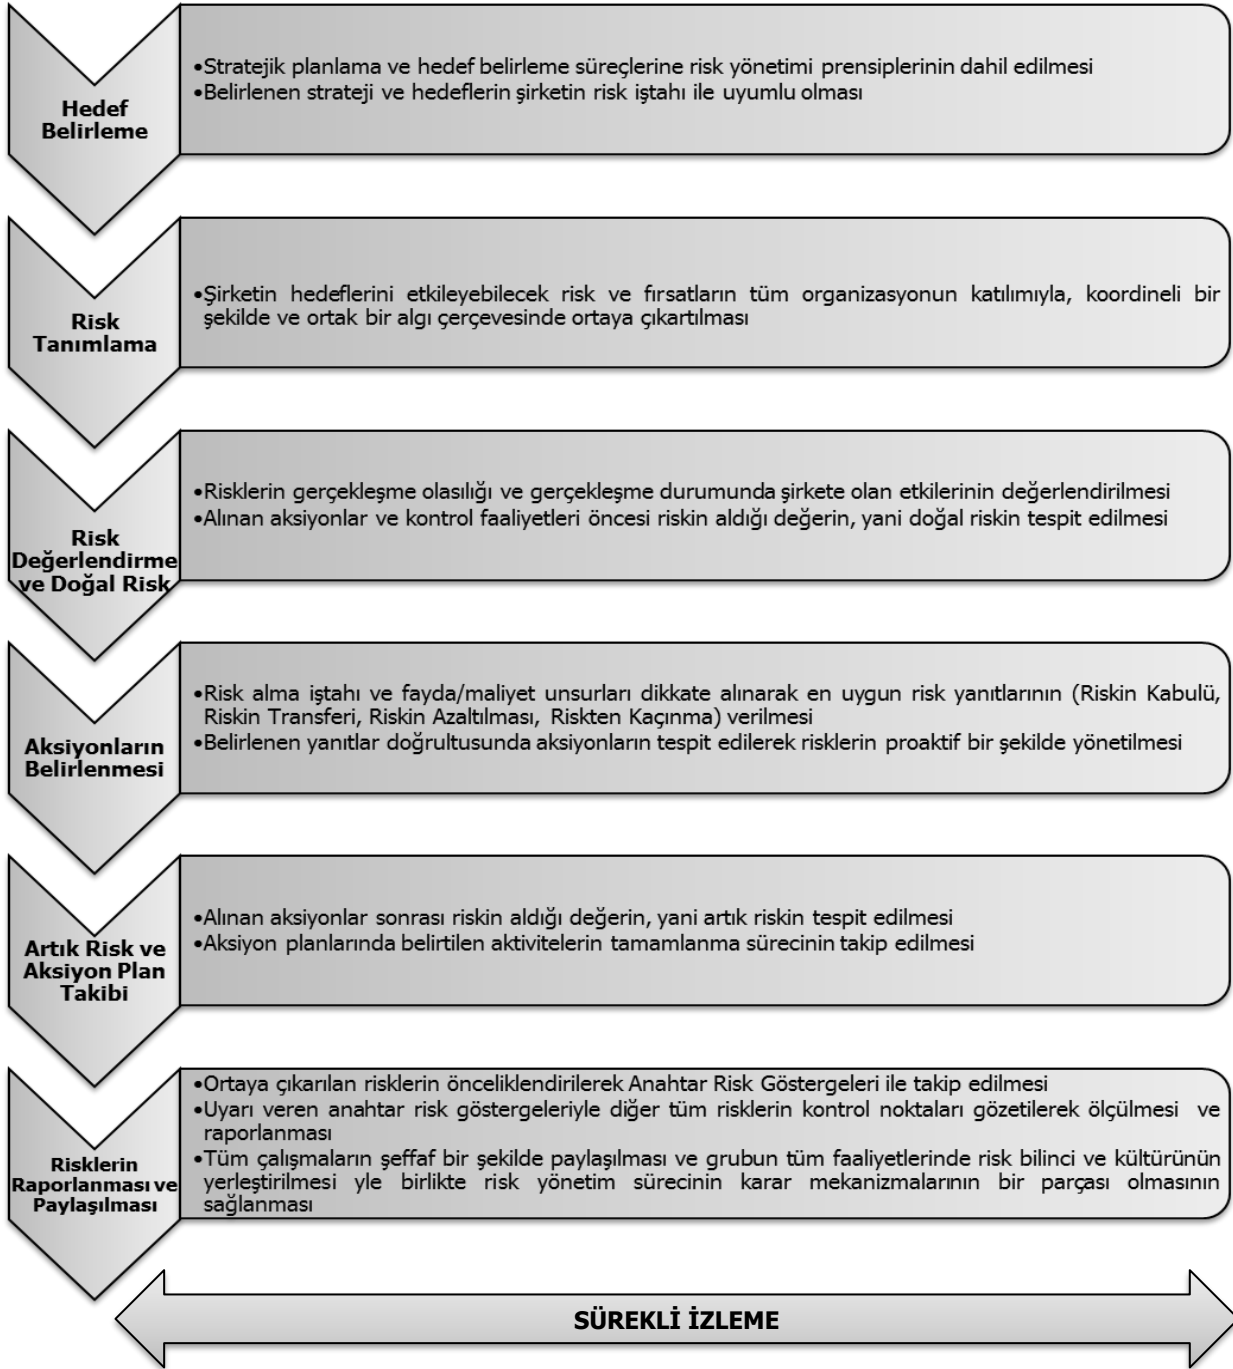 Hedef
Belirleme
•Stratejik planlama ve hedef belirleme süreçlerine risk yönetimi prensiplerinin dahil edilmesi
•Belirlenen strateji ve hedeflerin şirketin risk iştahı ile uyumlu olması
Risk
Tanımlama
•Şirketin hedeflerini etkileyebilecek risk ve fırsatların tüm organizasyonun katılımıyla, koordineli bir
şekilde ve ortak bir algı çerçevesinde ortaya çıkartılması
Risk
Değerlendirme
ve Doğal Risk
•Risklerin gerçekleşme olasılığı ve gerçekleşme durumunda şirkete olan etkilerinin değerlendirilmesi
•Alınan aksiyonlar ve kontrol faaliyetleri öncesi riskin aldığı değerin, yani doğal riskin tespit edilmesi
Aksiyonların
Belirlenmesi
•Risk alma iştahı ve fayda/maliyet unsurları dikkate alınarak en uygun risk yanıtlarının (Riskin Kabulü,
Riskin Transferi, Riskin Azaltılması, Riskten Kaçınma) verilmesi
•Belirlenen yanıtlar doğrultusunda aksiyonların tespit edilerek risklerin proaktif bir şekilde yönetilmesi
Artık Risk ve
Aksiyon Plan
Takibi
•Alınan aksiyonlar sonrası riskin aldığı değerin, yani artık riskin tespit edilmesi
•Aksiyon planlarında belirtilen aktivitelerin tamamlanma sürecinin takip edilmesi
Risklerin
Raporlanması ve
Paylaşılması
•Ortaya çıkarılan risklerin önceliklendirilerek Anahtar Risk Göstergeleri ile takip edilmesi
•Uyarı veren anahtar risk göstergeleriyle diğer tüm risklerin kontrol noktaları gözetilerek ölçülmesi ve
raporlanması
•Tüm çalışmaların şeffaf bir şekilde paylaşılması ve grubun tüm faaliyetlerinde risk bilinci ve kültürünün
yerleştirilmesi yle birlikte risk yönetim sürecinin karar mekanizmalarının bir parçası olmasının
sağlanması
SÜREKLİ İZLEME